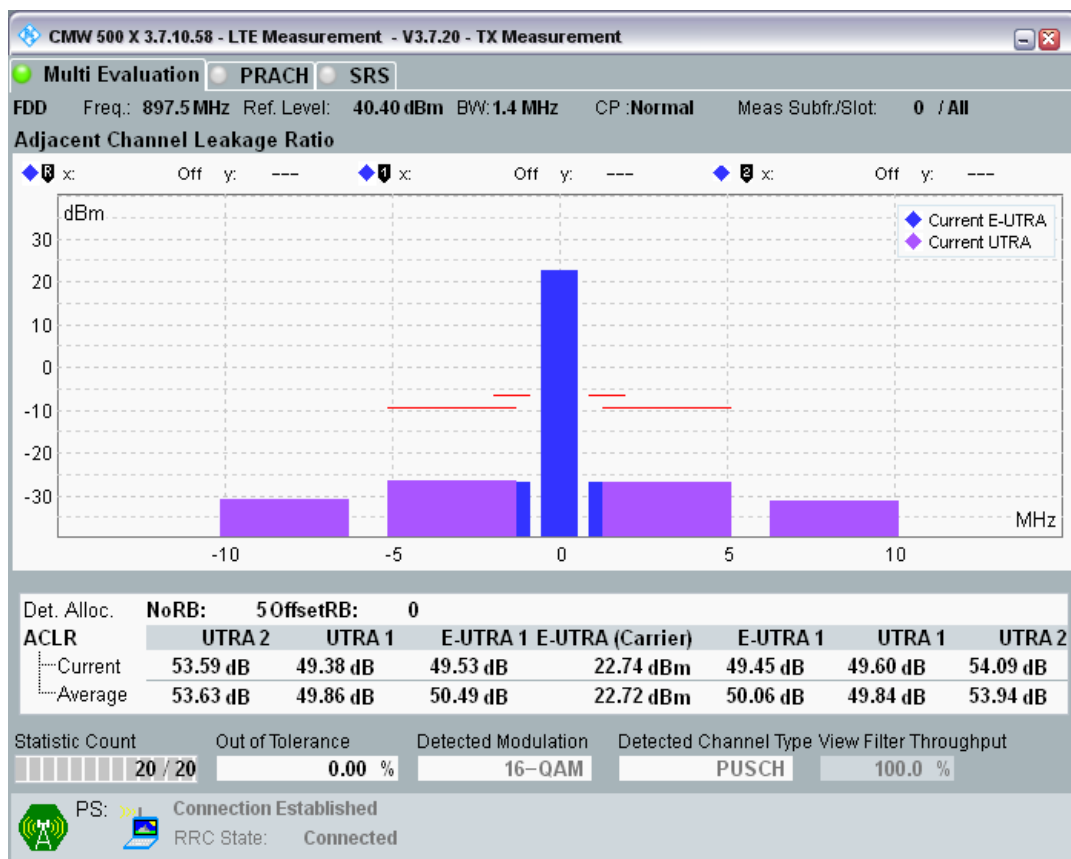 CMW 500 X 3.7.10.58 - LTE Measurement - V3.7.20 - TX Measurement
Multi Evaluation PRACH SRS
FDD Freq.: 897.5 MHz Ref. Level: 40.40 dBm BW: 1.4 MHz CP :Normal Meas Subfr./Slot: 0 / All
Adjacent Channel Leakage Ratio
R x: Off y: --- 1 x: Off y: --- 2 x: Off y: ---
dBm
Current E-UTRA
Current UTRA
30
20
10
0
-10
-20
-30
MHz
-10 -5 0 5 10
Det. Alloc. NoRB: 5 OffsetRB: 0
ACLR UTRA 2 UTRA 1 E-UTRA 1 E-UTRA (Carrier) E-UTRA 1 UTRA 1 UTRA 2
Current 53.59 dB 49.38 dB 49.53 dB 22.74 dBm 49.45 dB 49.60 dB 54.09 dB
Average 53.63 dB 49.86 dB 50.49 dB 22.72 dBm 50.06 dB 49.84 dB 53.94 dB
Statistic Count Out of Tolerance Detected Modulation Detected Channel Type View Filter Throughput
20 / 20 0.00 % 16-QAM PUSCH 100.0 %
PS: Connection Established
RRC State: Connected